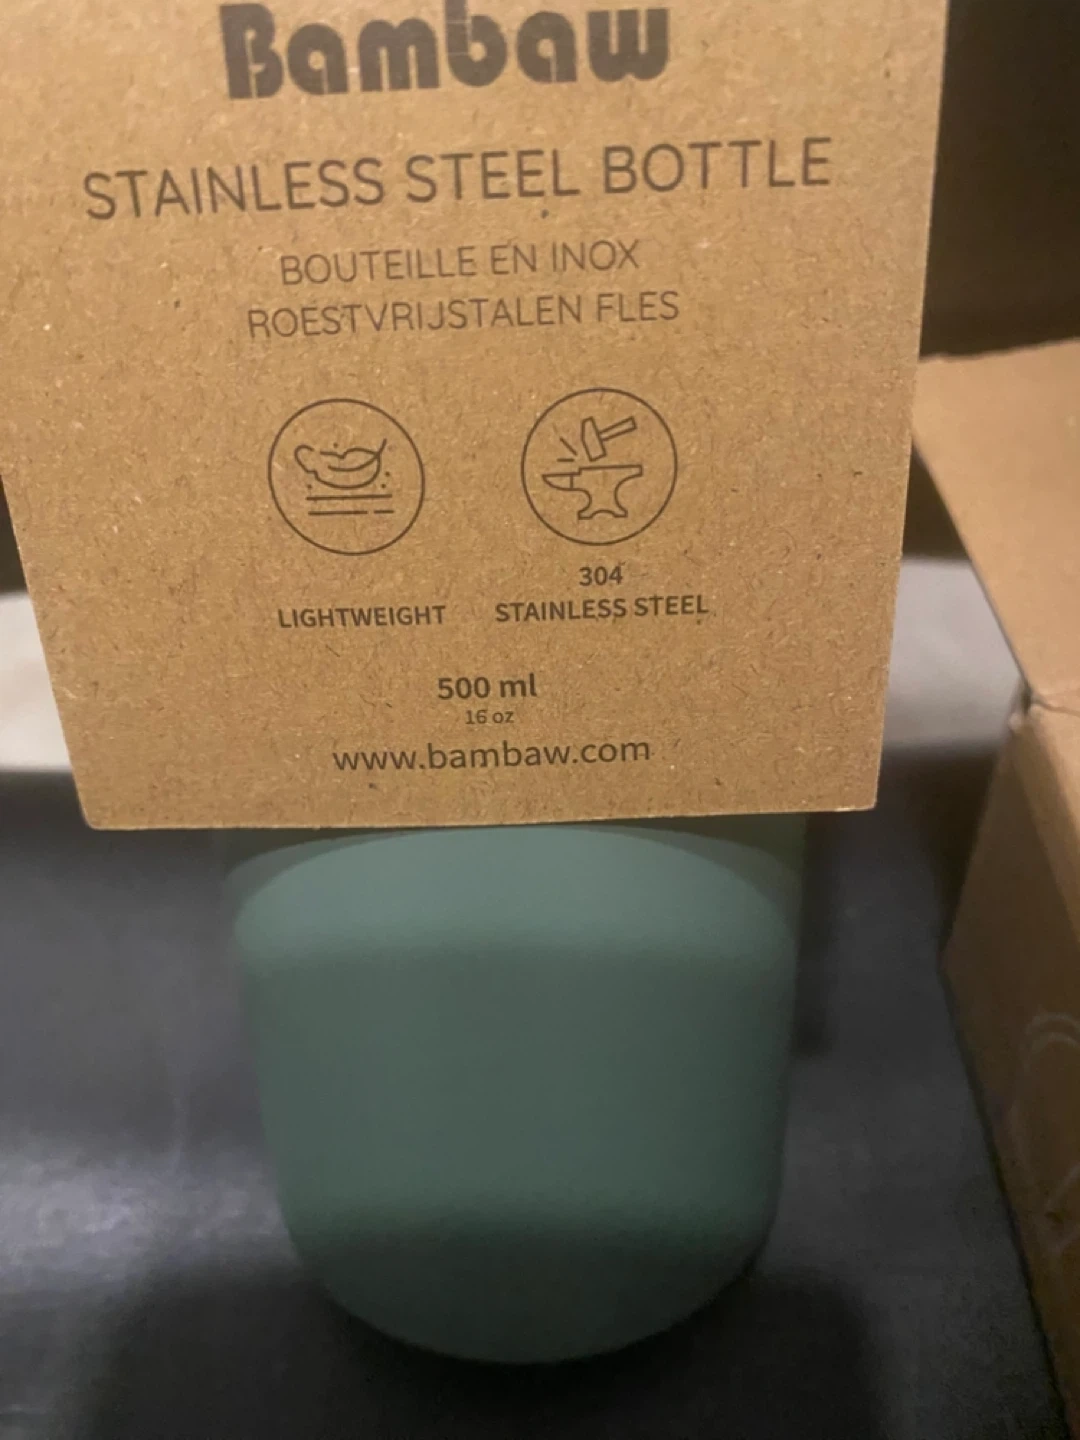 Bambaw
STAINLESS STEEL BOTTLE
BOUTEILLE EN INOX
ROESTVRIJSTALEN FLES
LIGHTWEIGHT
304
STAINLESS STEEL
500 ml
16 oz
www.bambaw.com